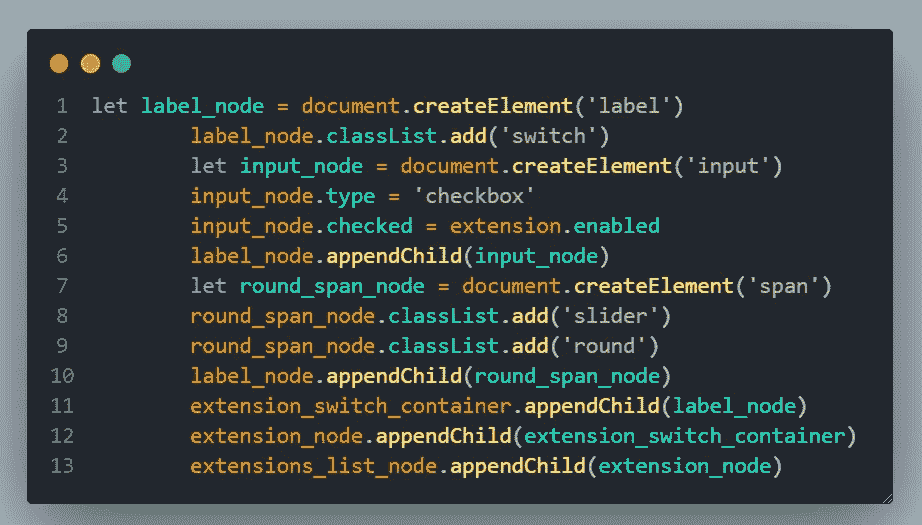 1 let label_node = document.createElement('label')
2 label_node.classList.add('switch')
3 let input_node = document.createElement('input')
4 input_node.type = 'checkbox'
5 input_node.checked = extension.enabled
6 label_node.appendChild(input_node)
7 let round_span_node = document.createElement('span')
8 round_span_node.classList.add('slider')
9 round_span_node.classList.add('round')
10 label_node.appendChild(round_span_node)
11 extension_switch_container.appendChild(label_node)
12 extension_node.appendChild(extension_switch_container)
13 extensions_list_node.appendChild(extension_node)